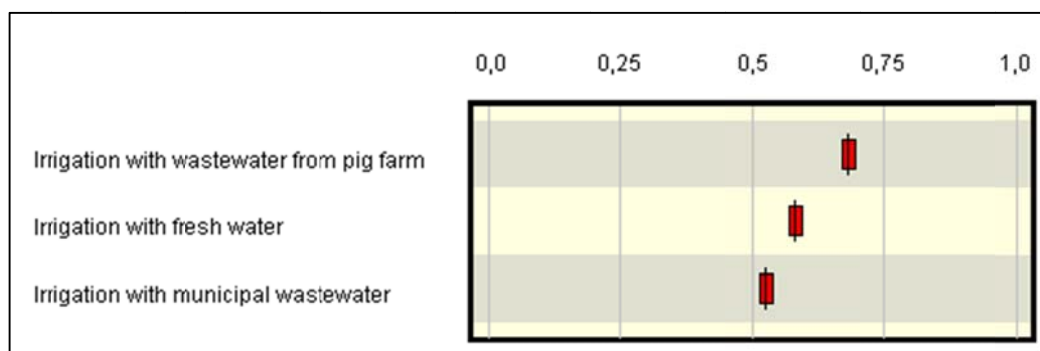 0,0 0,25 0,5 0,75 1,0
Irrigation with wastewater from pig farm
Irrigation with fresh water
Irrigation with municipal wastewater